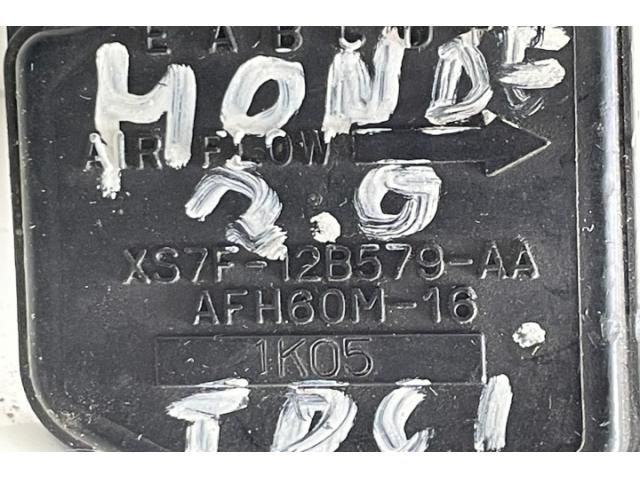 E A B C D
MONDE
AIR FLOW
2.0
XS7F-12B579-AA
AFH60M-16
1K05
TDCI